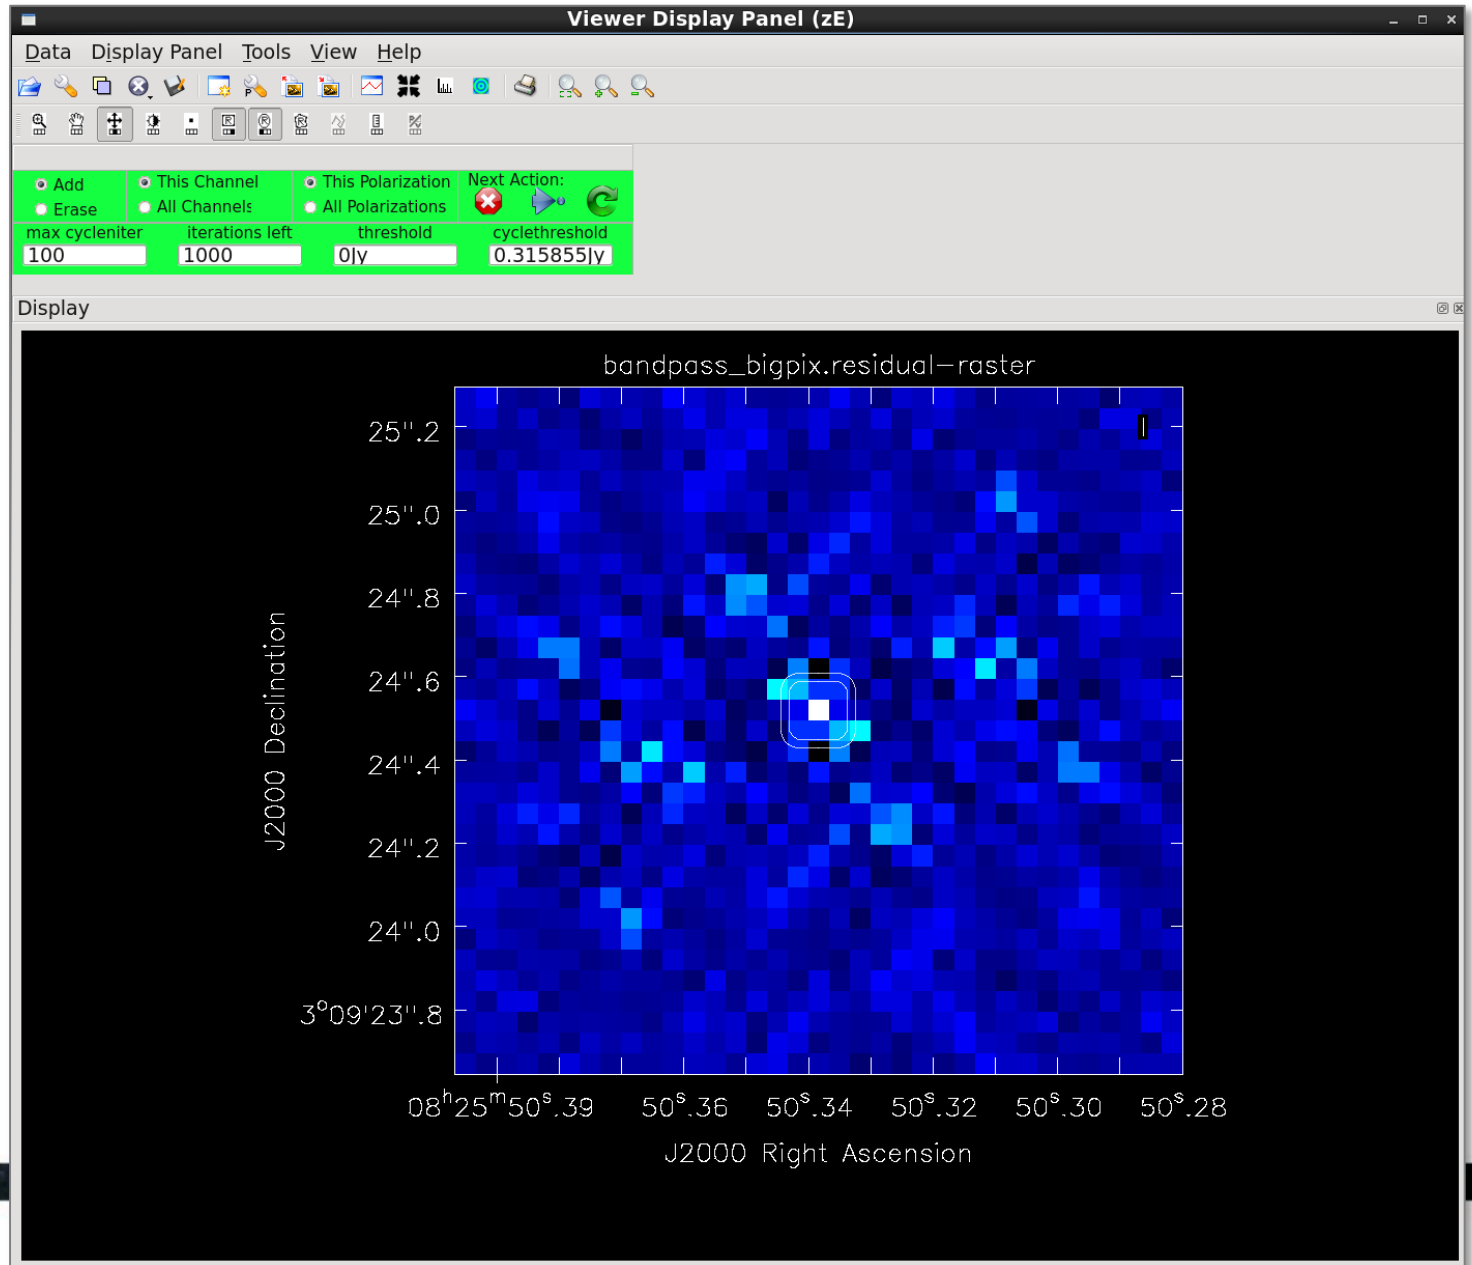 Viewer Display Panel (zE)
Data Display Panel Tools View Help
Add This Channel This Polarization Next Action:
Erase All Channels All Polarizations
max cycleniter iterations left threshold cyclethreshold
100 1000 0Jy 0.315855Jy
Display
bandpass_bigpix.residual-raster
25".2
25".0
24".8
24".6
24".4
24".2
24".0
3°09'23".8
J2000 Declination
08h25m50s.39 50s.36 50s.34 50s.32 50s.30 50s.28
J2000 Right Ascension